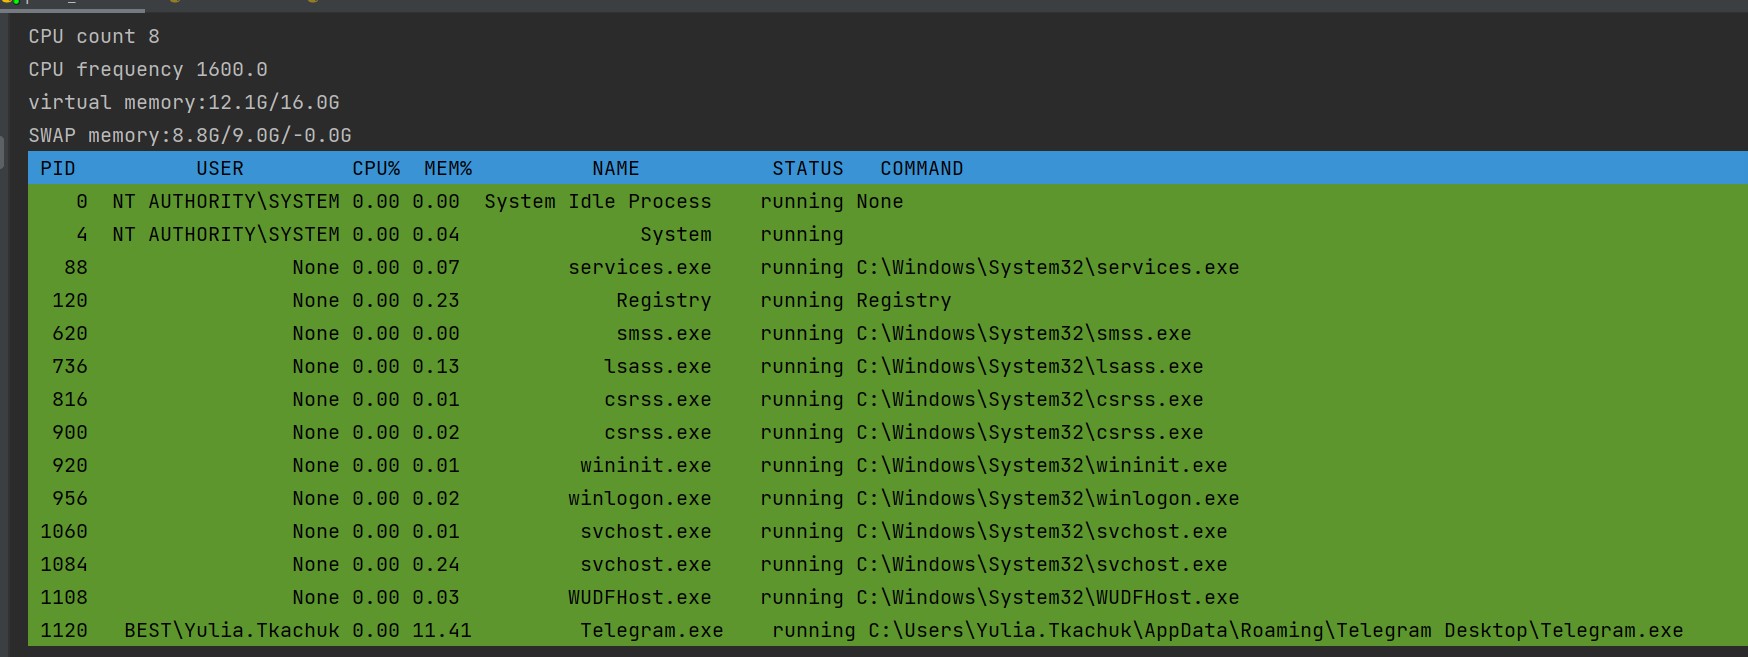 CPU count 8
CPU frequency 1600.0
virtual memory:12.1G/16.0G
SWAP memory:8.8G/9.0G/-0.0G
PID USER CPU% MEM% NAME STATUS COMMAND
0 NT AUTHORITY\SYSTEM 0.00 0.00 System Idle Process running None
4 NT AUTHORITY\SYSTEM 0.00 0.04 System running
88 None 0.00 0.07 services.exe running C:\Windows\System32\services.exe
120 None 0.00 0.23 Registry running Registry
620 None 0.00 0.00 smss.exe running C:\Windows\System32\smss.exe
736 None 0.00 0.13 lsass.exe running C:\Windows\System32\lsass.exe
816 None 0.00 0.01 csrss.exe running C:\Windows\System32\csrss.exe
900 None 0.00 0.02 csrss.exe running C:\Windows\System32\csrss.exe
920 None 0.00 0.01 wininit.exe running C:\Windows\System32\wininit.exe
956 None 0.00 0.02 winlogon.exe running C:\Windows\System32\winlogon.exe
1060 None 0.00 0.01 svchost.exe running C:\Windows\System32\svchost.exe
1084 None 0.00 0.24 svchost.exe running C:\Windows\System32\svchost.exe
1108 None 0.00 0.03 WUDFHost.exe running C:\Windows\System32\WUDFHost.exe
1120 BEST\Yulia.Tkachuk 0.00 11.41 Telegram.exe running C:\Users\Yulia.Tkachuk\AppData\Roaming\Telegram Desktop\Telegram.exe